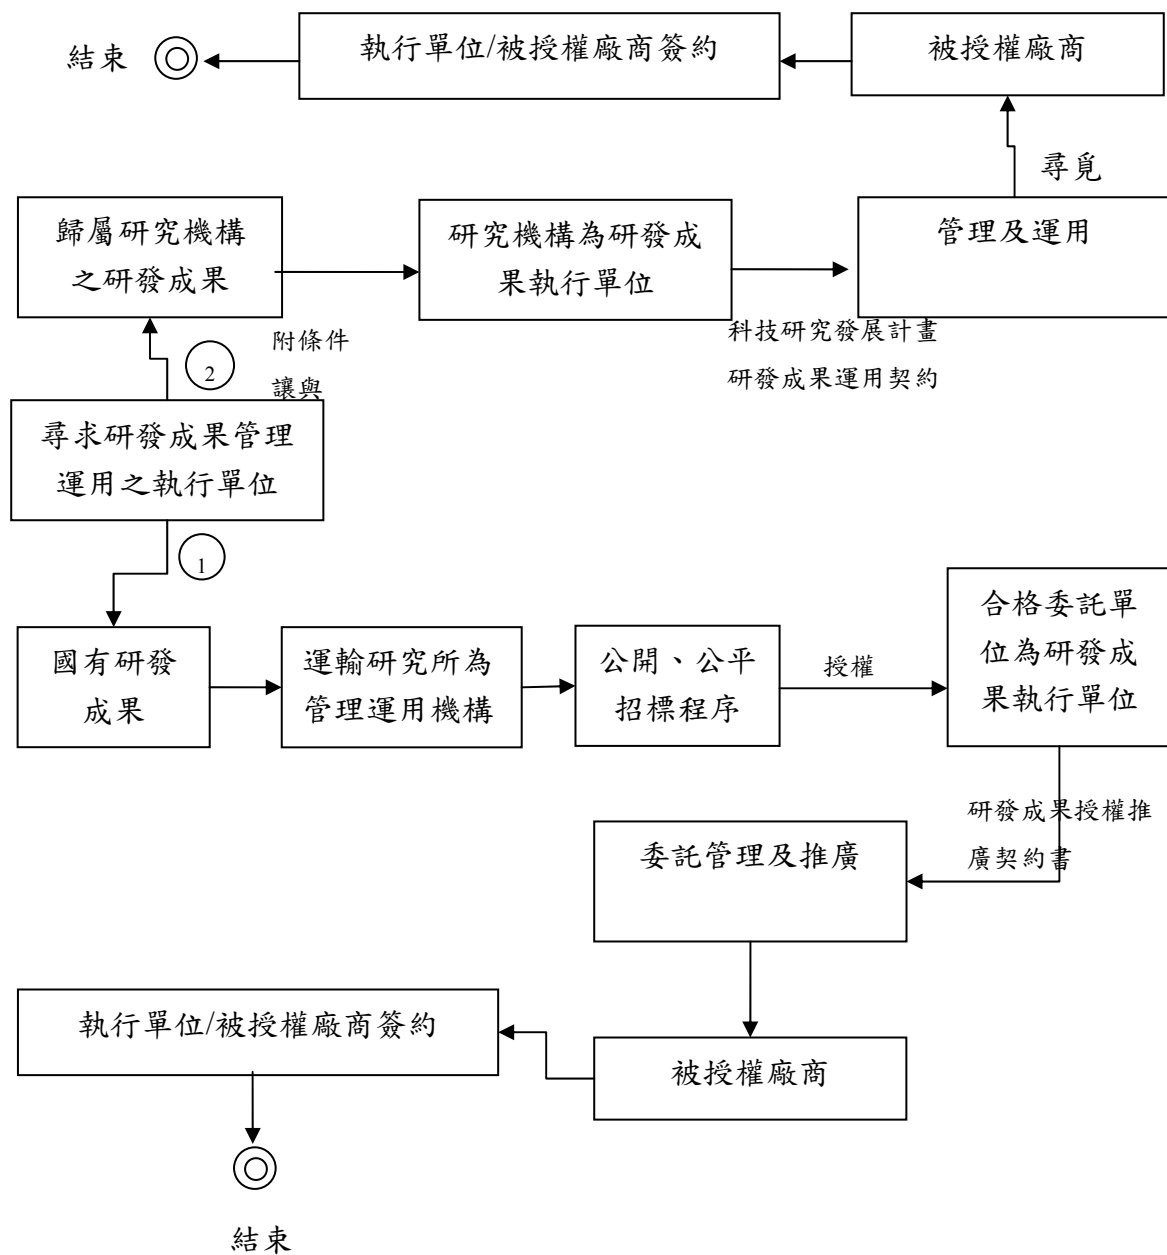 結束
執行單位/被授權廠商簽約
被授權廠商
尋覓
歸屬研究機構
之研發成果
研究機構為研發成
果執行單位
管理及運用
附條件
讓與
科技研究發展計畫
研發成果運用契約
2
尋求研發成果管理
運用之執行單位
1
國有研發
成果
運輸研究所為
管理運用機構
公開、公平
招標程序
授權
合格委託單
位為研發成
果執行單位
研發成果授權推
廣契約書
委託管理及推廣
執行單位/被授權廠商簽約
被授權廠商
結束